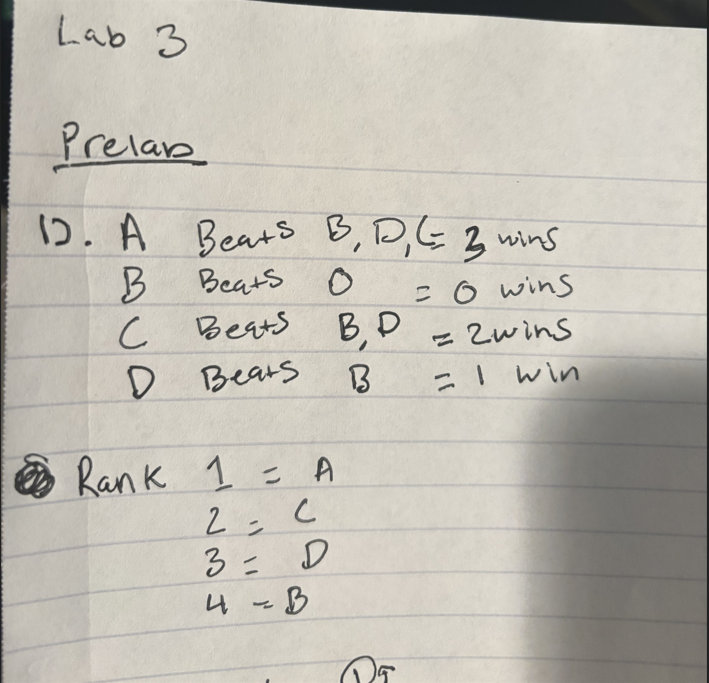 Lab 3
Prelab
1). A Beats B, D, C = 3 wins
B Beats 0 = 0 wins
C Beats B, D = 2 wins
D Beats B = 1 win
Rank 1 = A
2 = C
3 = D
4 = B